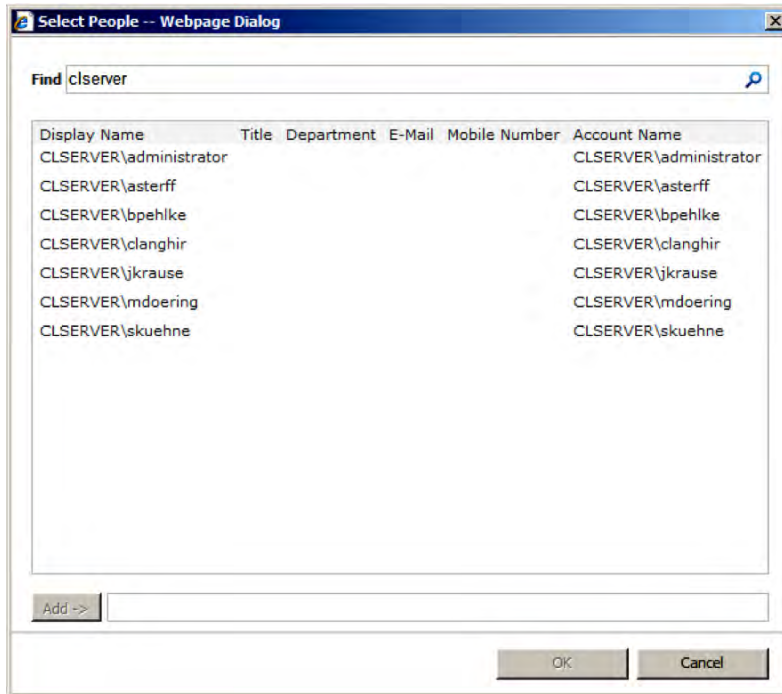 Select People -- Webpage Dialog
Find clserver
Display Name Title Department E-Mail Mobile Number Account Name
CLSERVER\administrator CLSERVER\administrator
CLSERVER\asterff CLSERVER\asterff
CLSERVER\bpehlke CLSERVER\bpehlke
CLSERVER\clanghir CLSERVER\clanghir
CLSERVER\jkrause CLSERVER\jkrause
CLSERVER\mdoering CLSERVER\mdoering
CLSERVER\skuehne CLSERVER\skuehne
Add ->
OK Cancel